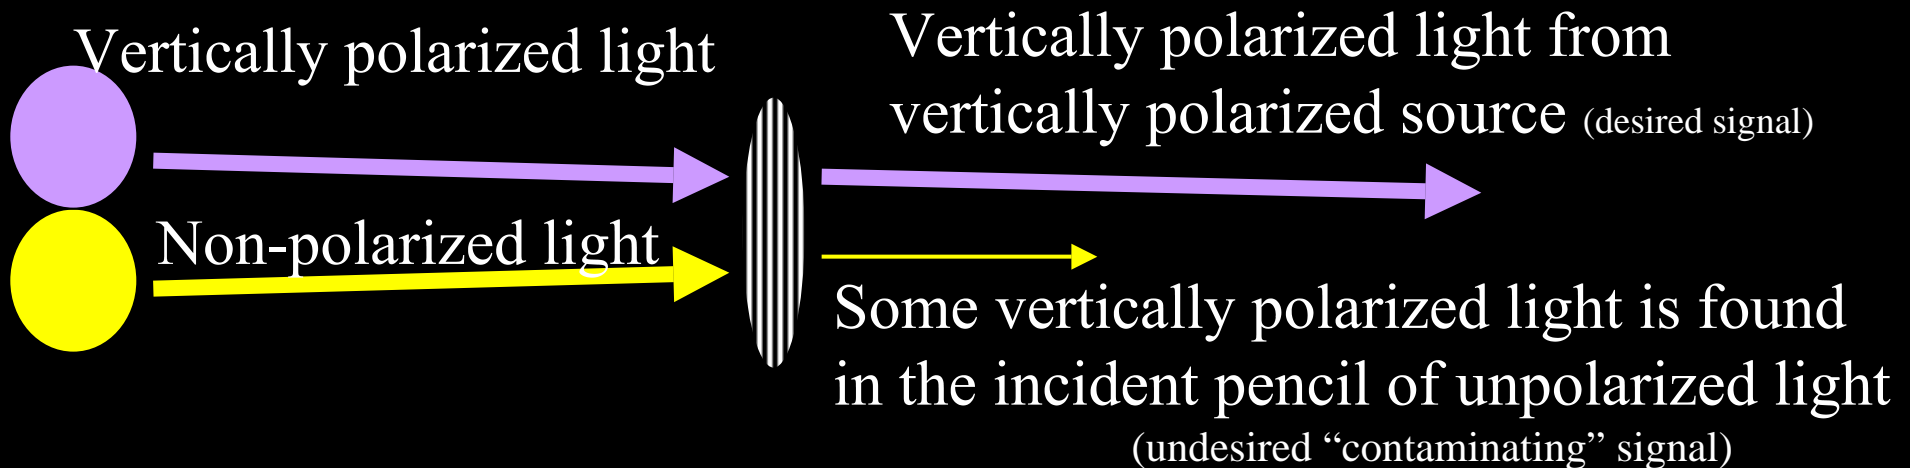 Vertically polarized light
Vertically polarized light from
vertically polarized source (desired signal)
Non-polarized light
Some vertically polarized light is found
in the incident pencil of unpolarized light
(undesired “contaminating” signal)